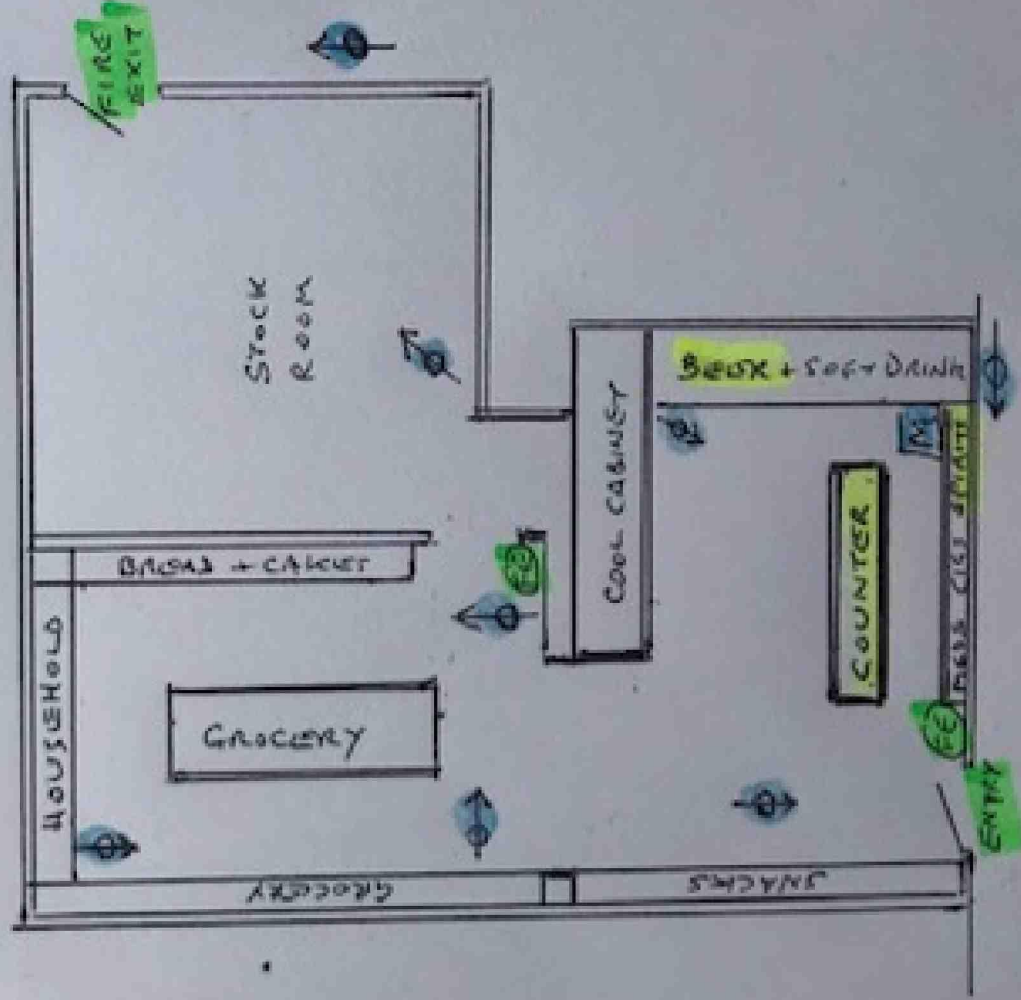 FIRE
EXIT
STOCK
ROOM
BEER + SOFT DRINK
COOL CABINET
M
BREAD + CAKES
FE
COUNTER
HOUSEHOLD
GROCERY
FE
ENTRY
GROCERY
SNACKS